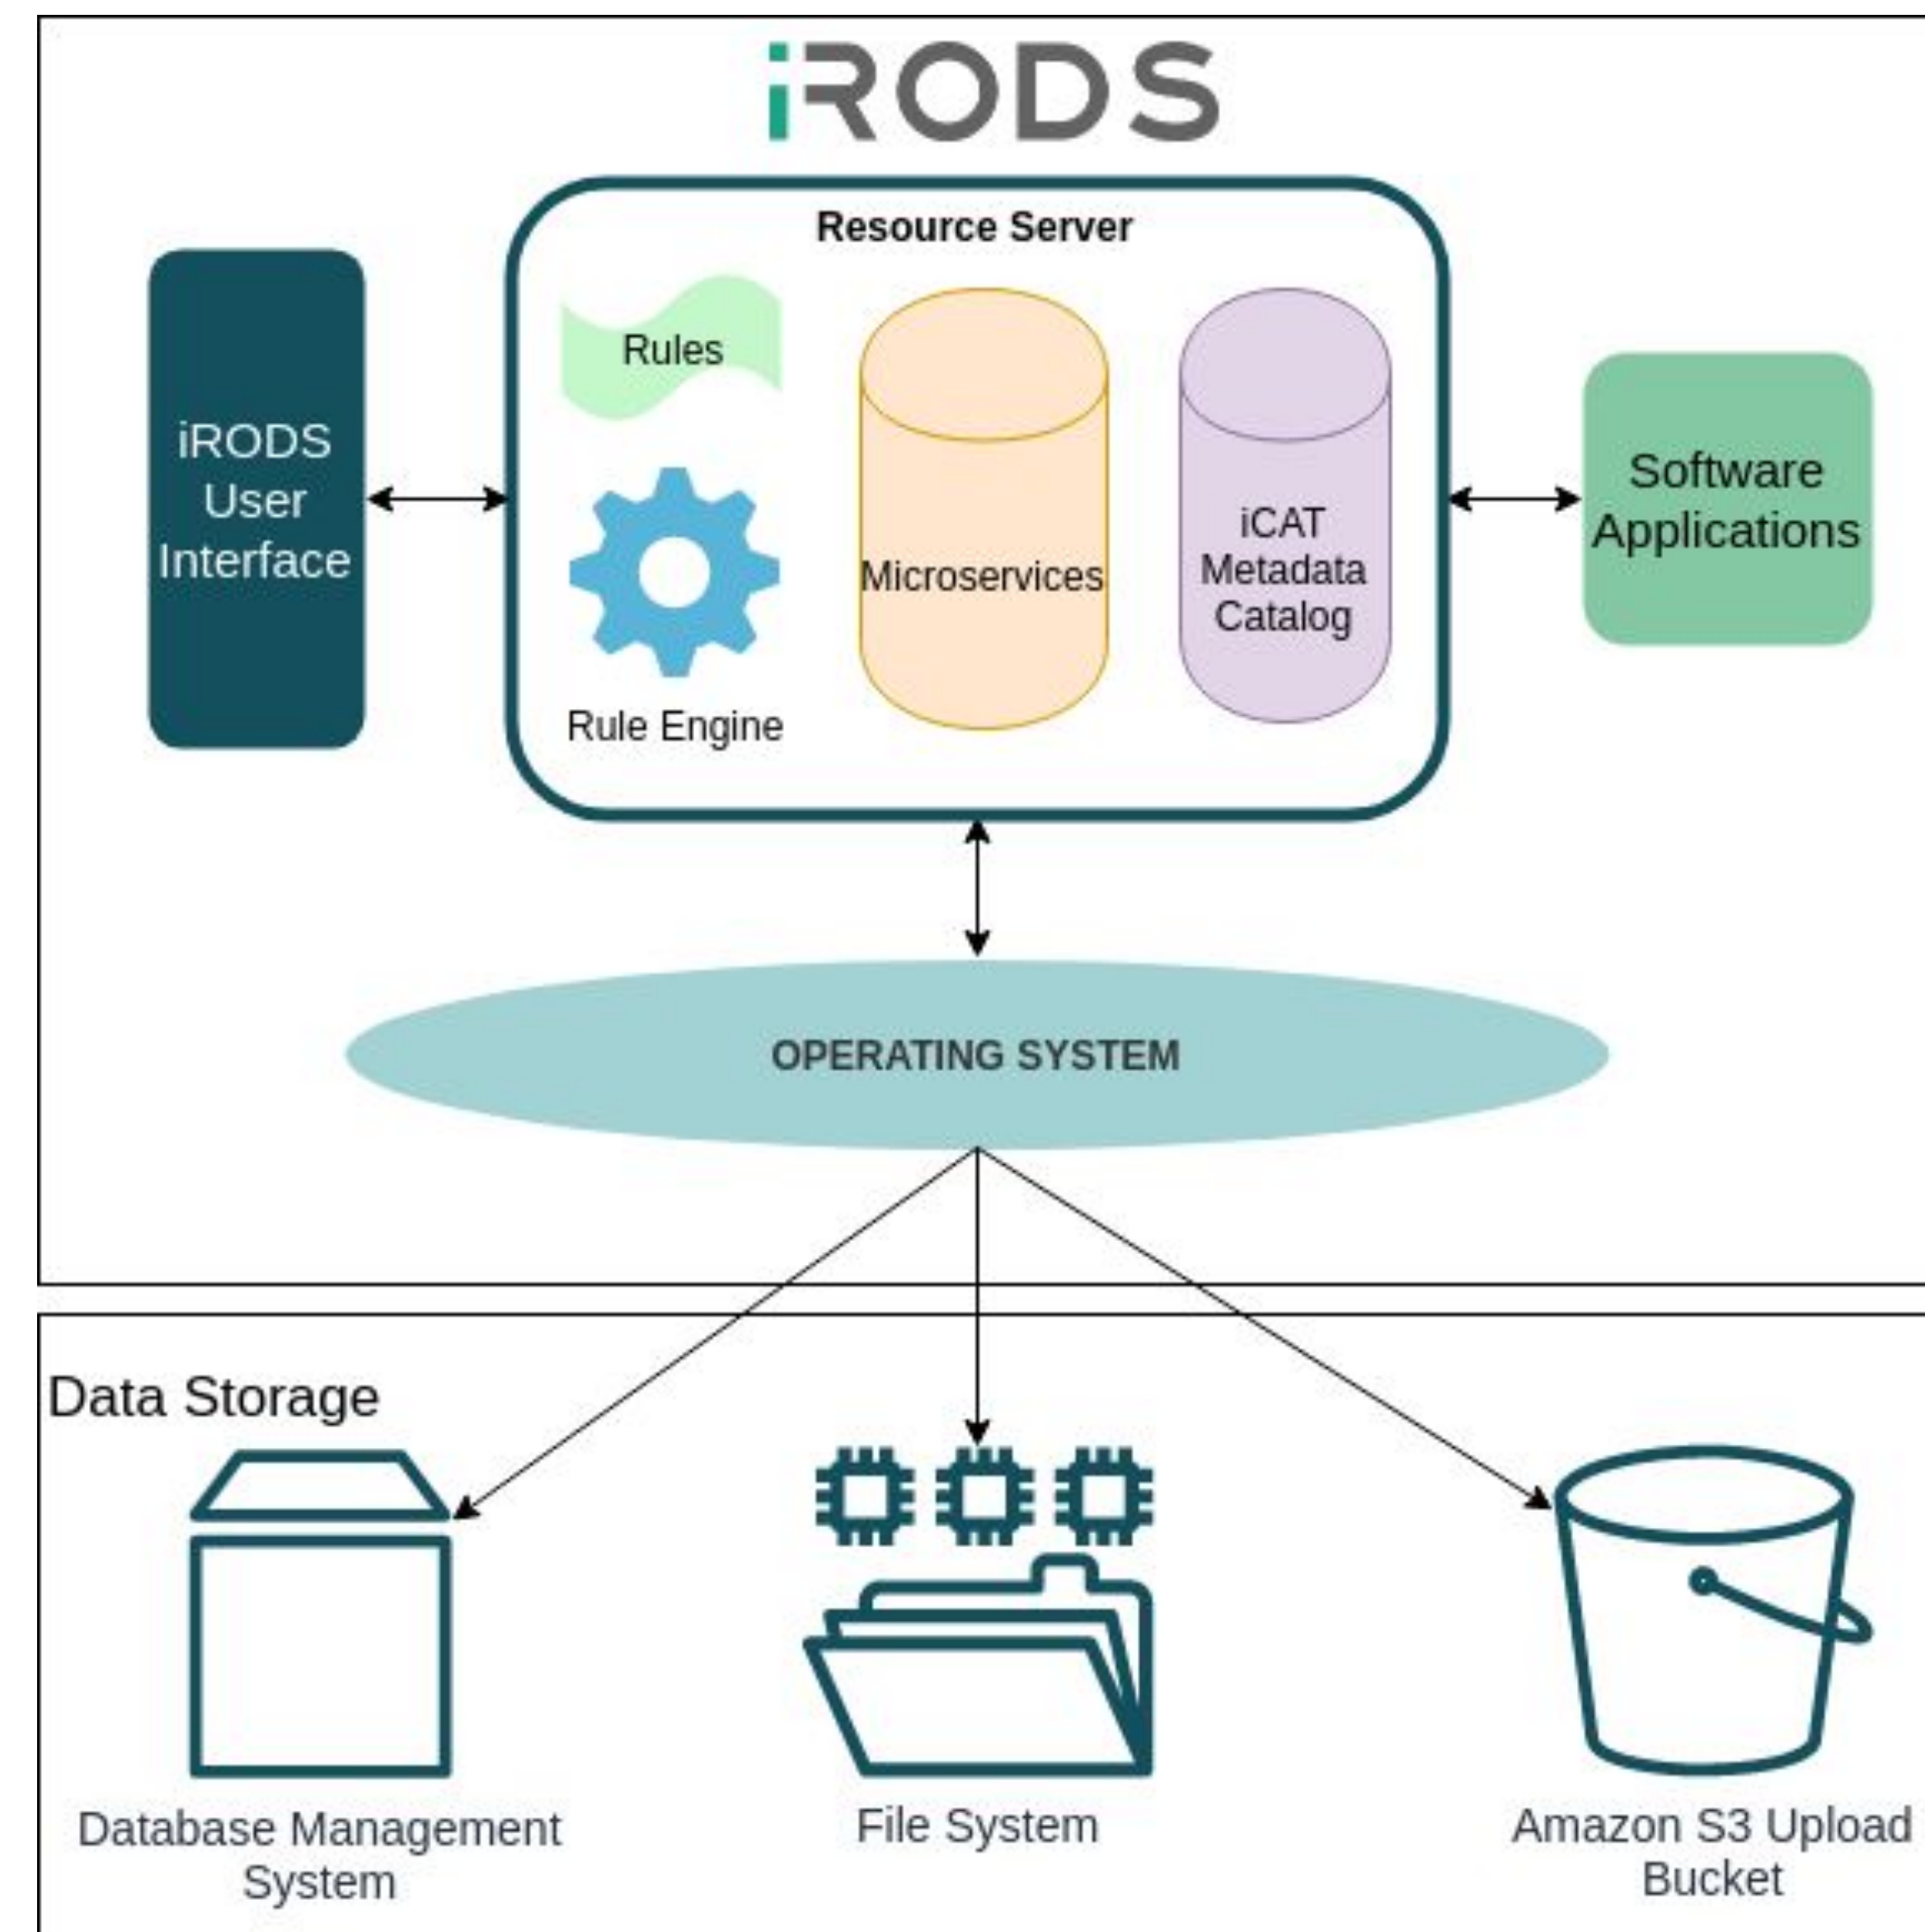 iRODS
Resource Server
Rules
Rule Engine
Microservices
iCAT
Metadata
Catalog
iRODS
User
Interface
Software
Applications
OPERATING SYSTEM
Data Storage
Database Management
System
File System
Amazon S3 Upload
Bucket